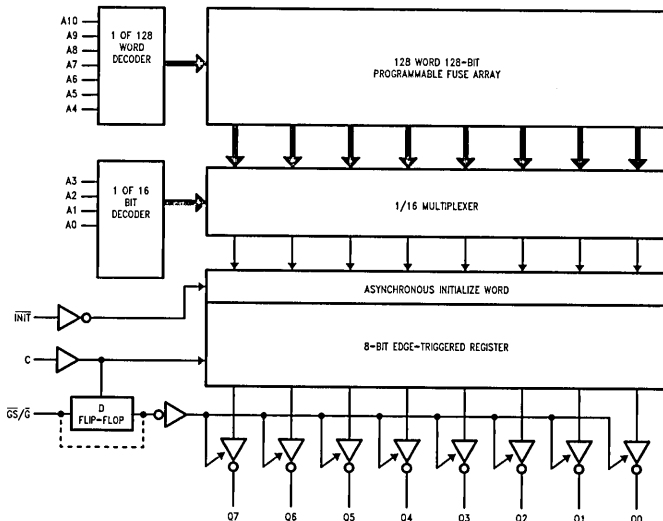 A10
A9
A8
A7
A6
A5
A4
1 OF 128
WORD
DECODER
128 WORD 128-BIT
PROGRAMMABLE FUSE ARRAY
A3
A2
A1
A0
1 OF 16
BIT
DECODER
1/16 MULTIPLEXER
ASYNCHRONOUS INITIALIZE WORD
INIT
8-BIT EDGE-TRIGGERED REGISTER
C
GS/G
D
FLIP-FLOP
Q7
Q6
Q5
Q4
Q3
Q2
Q1
Q0